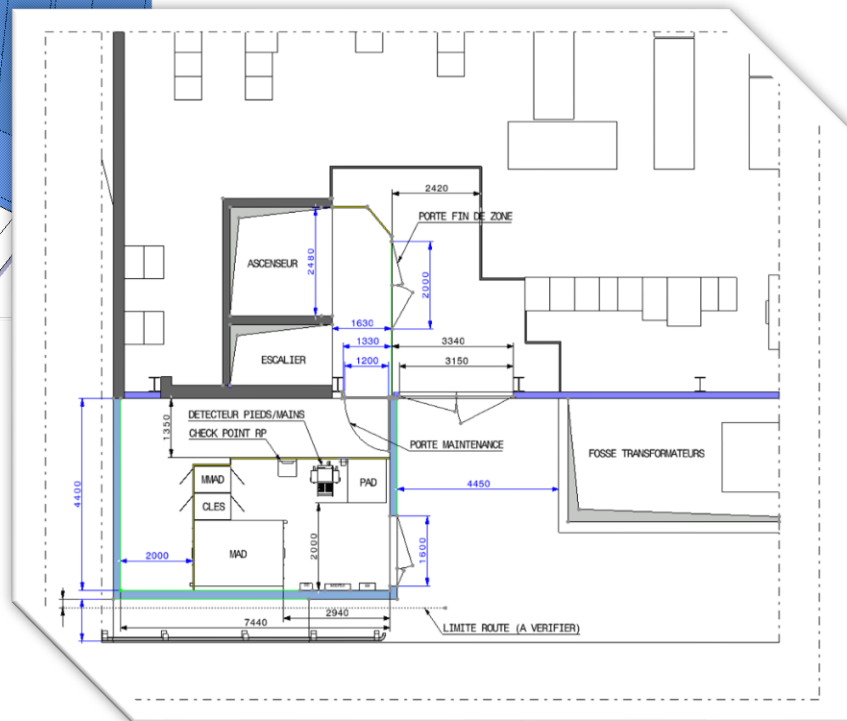 2420
PORTE FIN DE ZONE
ASCENSEUR
2480
2000
1630
1330
3340
1200
3150
ESCALIER
DETECTEUR PIEDS/MAINS
CHECK POINT RP
1350
PORTE MAINTENANCE
FOSSE TRANSFORMATEURS
MMAD
PAD
CLES
4450
4400
2000
MAD
2000
1600
2940
7440
LIMITE ROUTE (A VERIFIER)